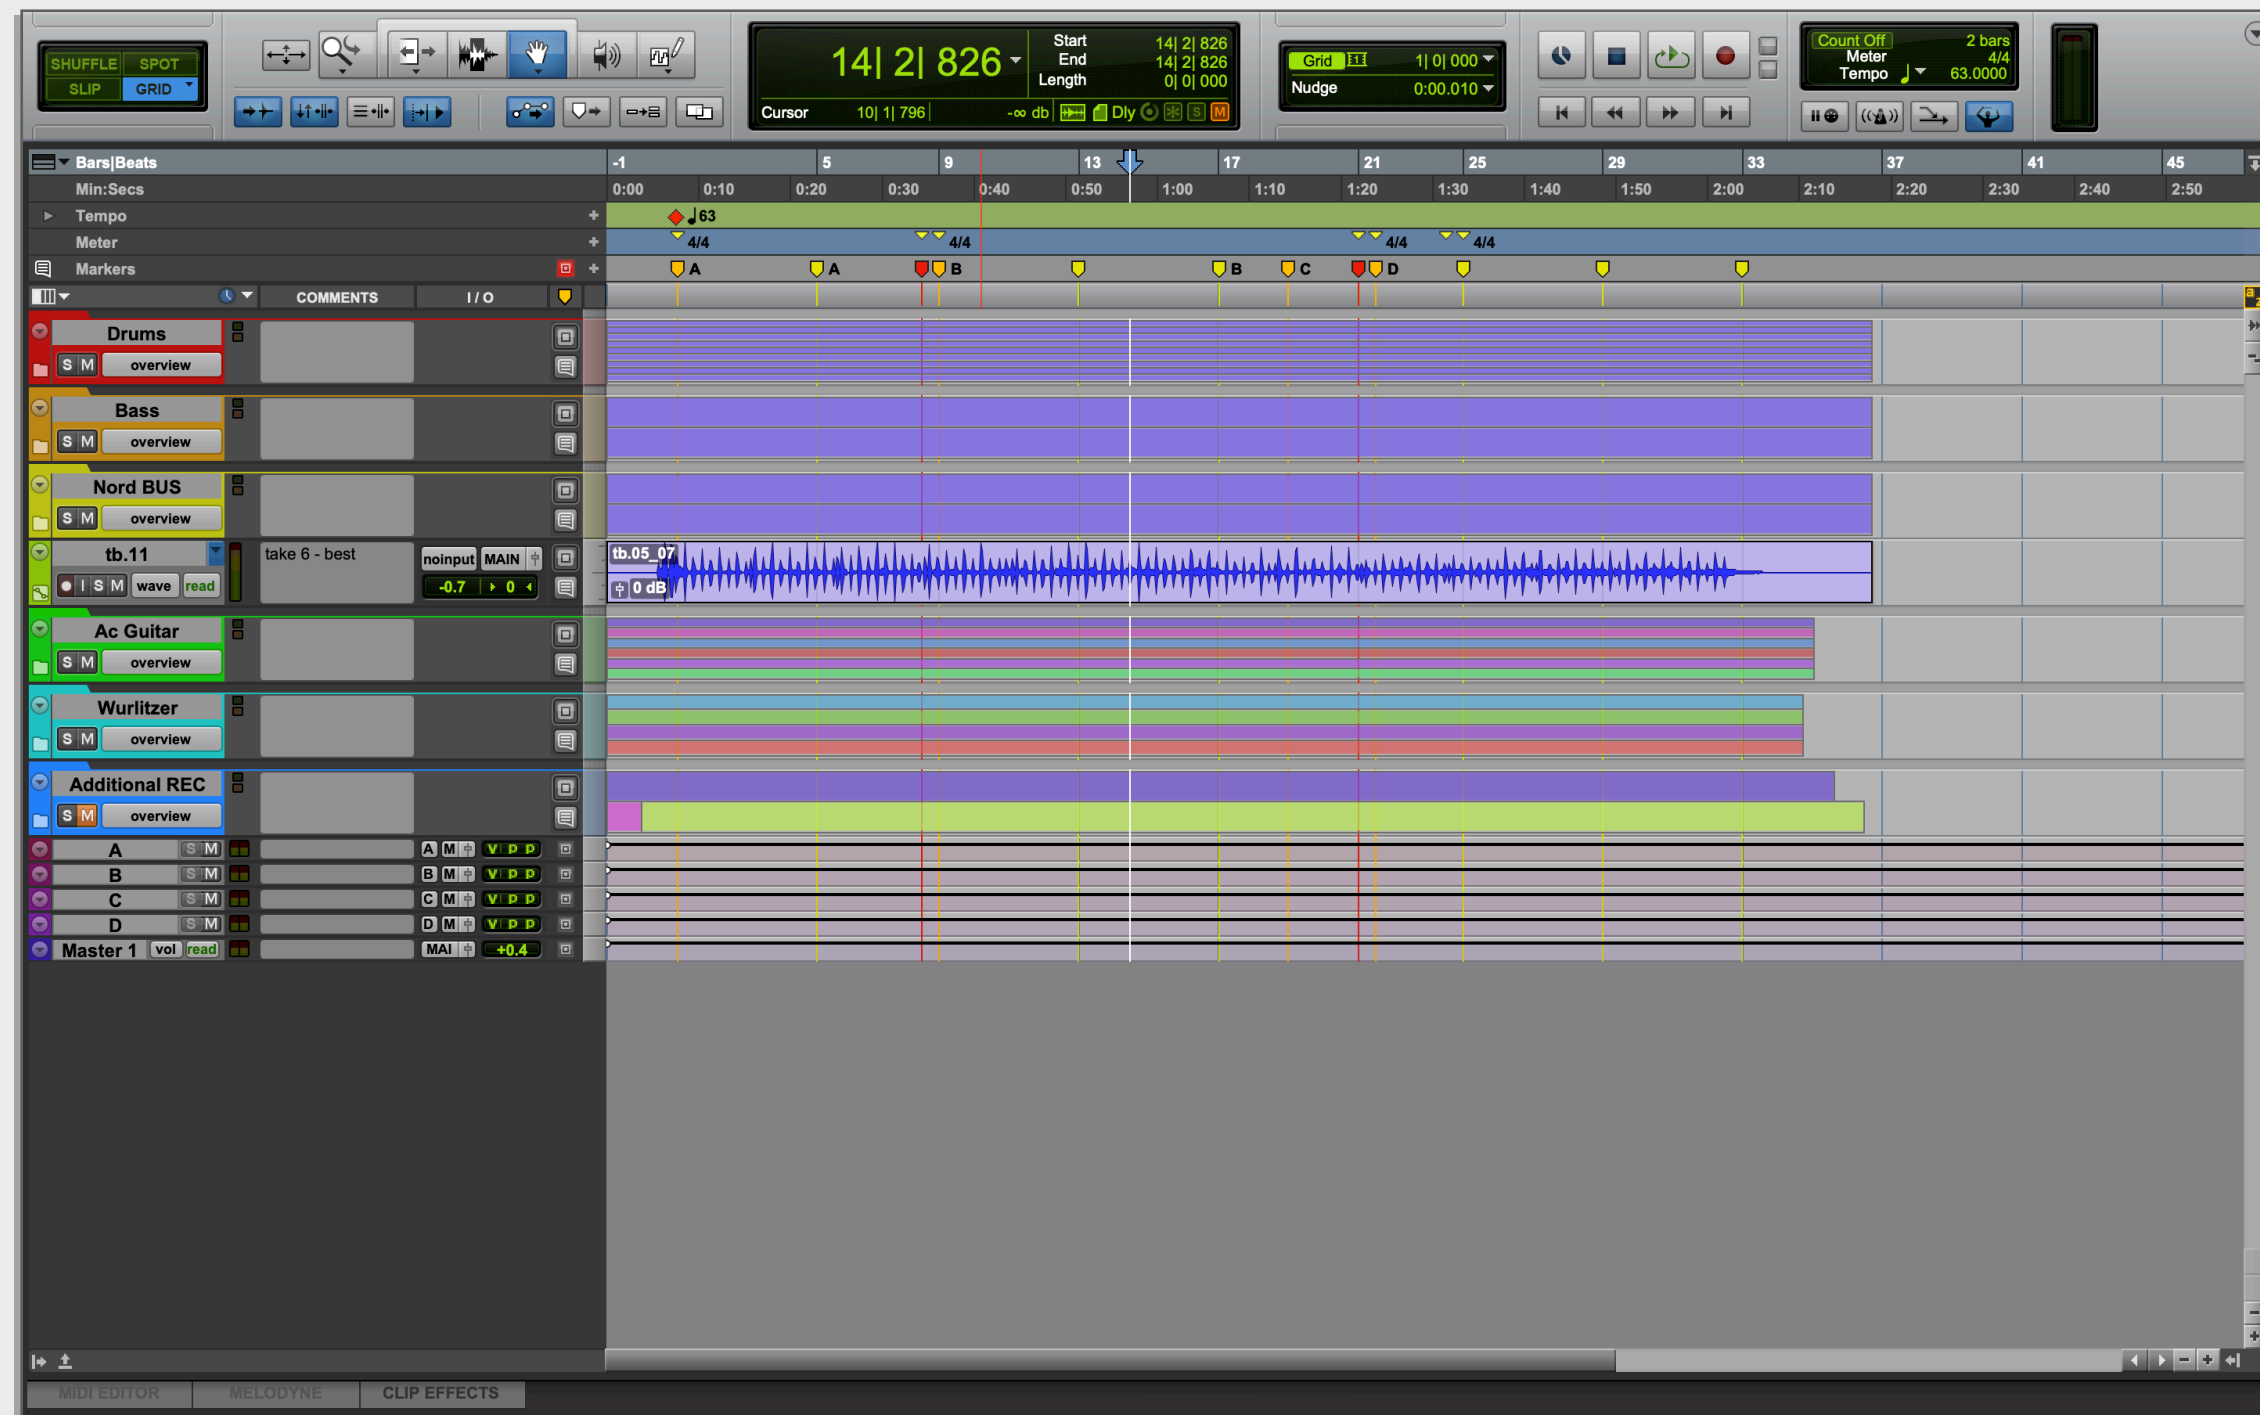 SHUFFLE SPOT
SLIP GRID
14| 2| 826
Start 14| 2| 826
End 14| 2| 826
Length 0| 0| 000
Cursor 10| 1| 796 -∞ db Dly S M
Grid 1| 0| 000
Nudge 0:00.010
Count Off 2 bars
Meter 4/4
Tempo 63.0000
Bars|Beats -1 5 9 13 17 21 25 29 33 37 41 45
Min:Secs 0:00 0:10 0:20 0:30 0:40 0:50 1:00 1:10 1:20 1:30 1:40 1:50 2:00 2:10 2:20 2:30 2:40 2:50
Tempo + 63
Meter + 4/4 4/4 4/4 4/4
Markers + A A B B C D
COMMENTS I / O
a z
Drums
S M overview
Bass
S M overview
Nord BUS
S M overview
tb.11 take 6 - best noinput MAIN tb.05_07
I S M wave read -0.7 0 0 dB
Ac Guitar
S M overview
Wurlitzer
S M overview
Additional REC
S M overview
A S M A M V P P
B S M B M V P P
C S M C M V P P
D S M D M V P P
Master 1 vol read MAI +0.4
MIDI EDITOR MELODYNE CLIP EFFECTS